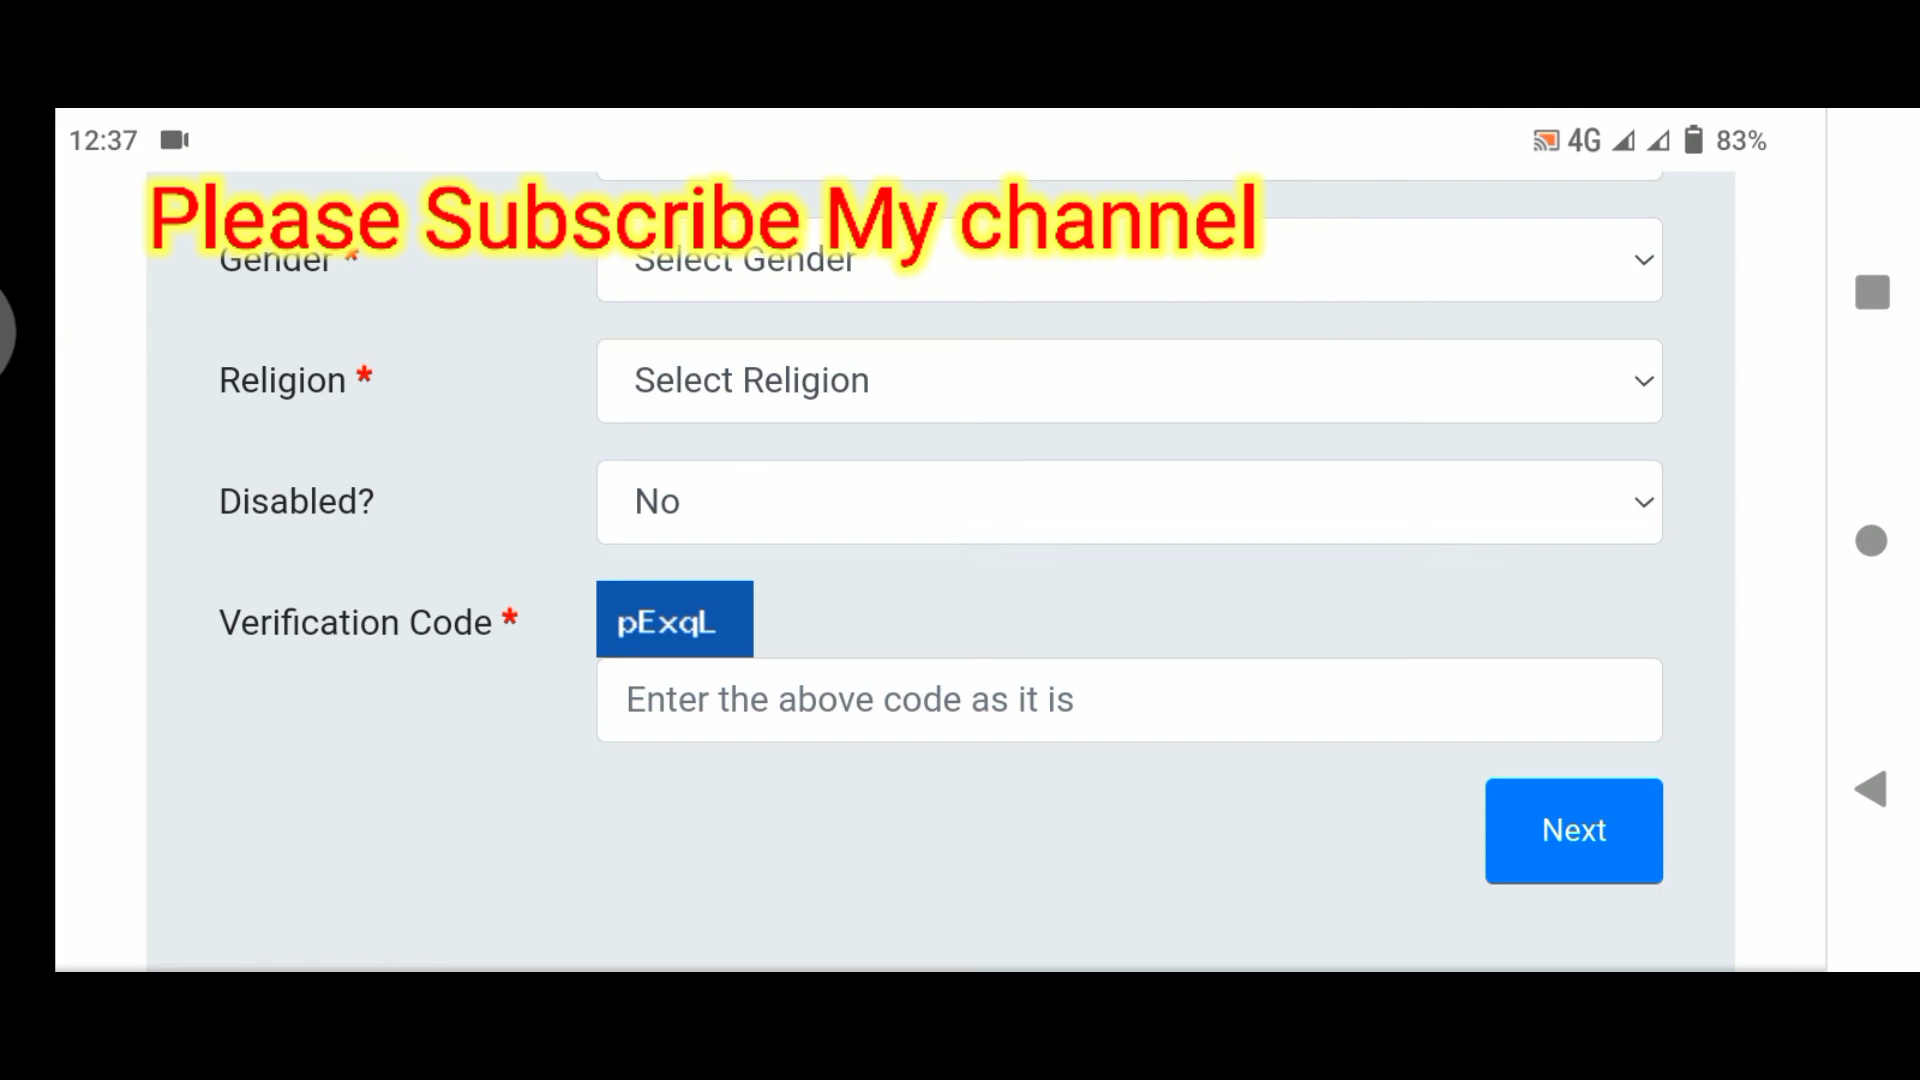 12:37 4G 83%
Please Subscribe My channel
Gender * Select Gender
Religion * Select Religion
Disabled? No
Verification Code * pExqL
Enter the above code as it is
Next